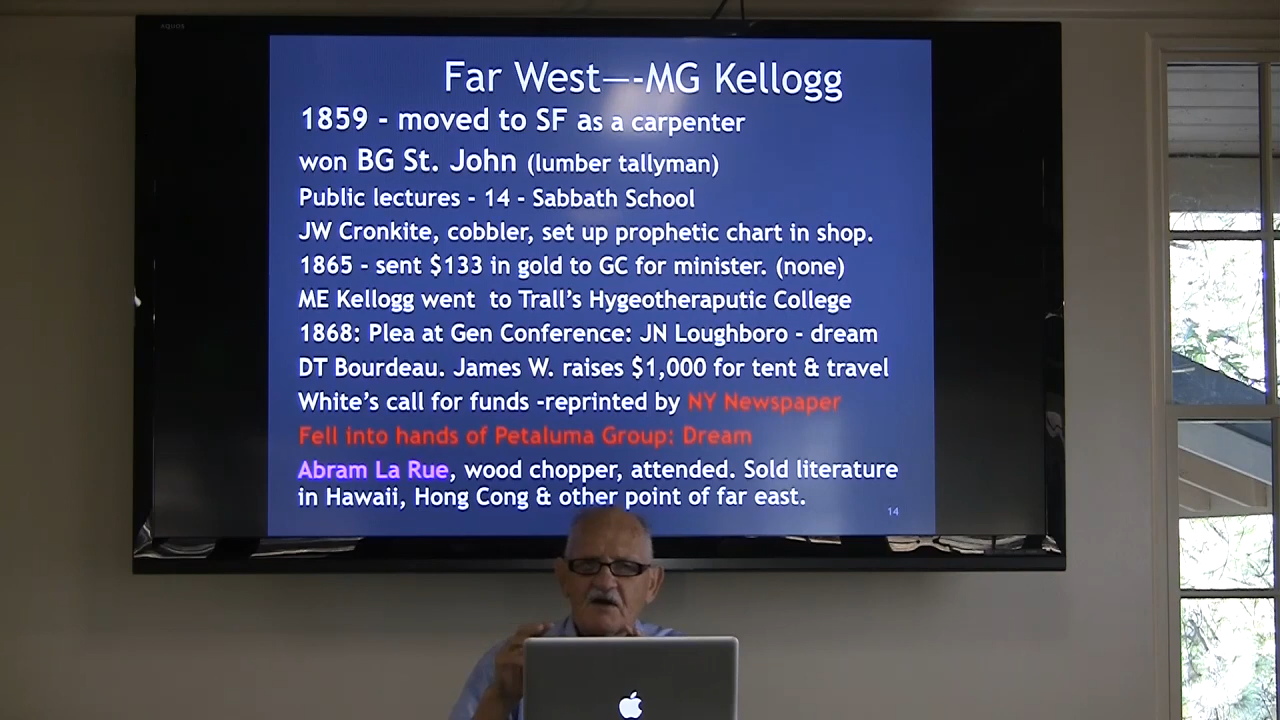 aquos
Far West—-MG Kellogg
1859 - moved to SF as a carpenter
won BG St. John (lumber tallyman)
Public lectures - 14 - Sabbath School
JW Cronkite, cobbler, set up prophetic chart in shop.
1865 - sent $133 in gold to GC for minister. (none)
ME Kellogg went to Trall's Hygeotheraputic College
1868: Plea at Gen Conference: JN Loughboro - dream
DT Bourdeau. James W. raises $1,000 for tent & travel
White's call for funds -reprinted by NY Newspaper
Fell into hands of Petaluma Group: Dream
Abram La Rue, wood chopper, attended. Sold literature
in Hawaii, Hong Cong & other point of far east.
14